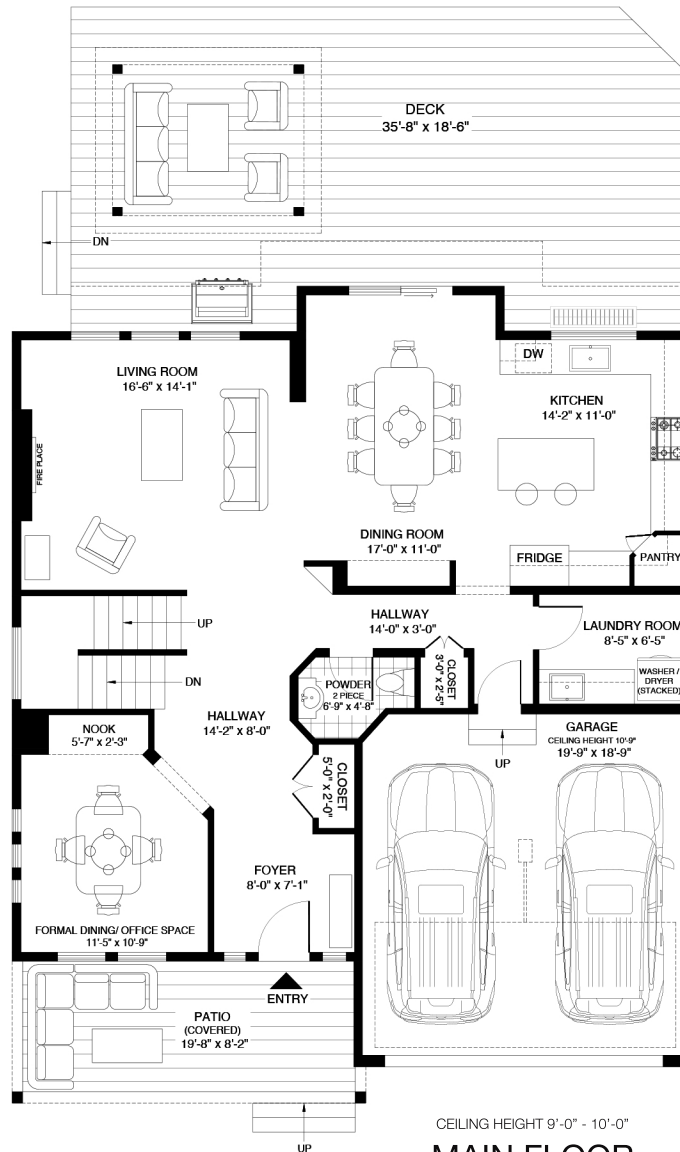 DECK
35'-8" x 18'-6"
DN
LIVING ROOM
16'-6" x 14'-1"
DW
KITCHEN
14'-2" x 11'-0"
FIRE PLACE
DINING ROOM
17'-0" x 11'-0"
FRIDGE
PANTRY
HALLWAY
14'-0" x 3'-0"
UP
LAUNDRY ROOM
8'-5" x 6'-5"
CLOSET
3'-0" x 2'-5"
WASHER /
DRYER
(STACKED)
DN
POWDER
2 PIECE
6'-9" x 4'-8"
HALLWAY
14'-2" x 8'-0"
NOOK
5'-7" x 2'-3"
GARAGE
CEILING HEIGHT 10'-9"
19'-9" x 18'-9"
UP
CLOSET
5'-0" x 2'-0"
FOYER
8'-0" x 7'-1"
FORMAL DINING/ OFFICE SPACE
11'-5" x 10'-9"
ENTRY
PATIO
(COVERED)
19'-8" x 8'-2"
UP
CEILING HEIGHT 9'-0" - 10'-0"
MAIN FLOOR